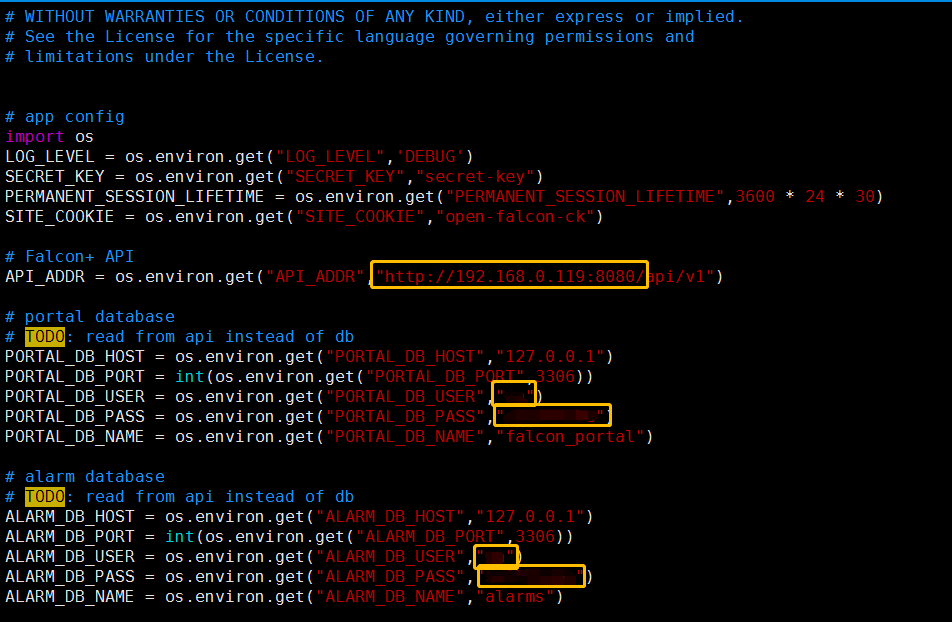 # WITHOUT WARRANTIES OR CONDITIONS OF ANY KIND, either express or implied.
# See the License for the specific language governing permissions and
# limitations under the License.
# app config
import os
LOG_LEVEL = os.environ.get("LOG_LEVEL",'DEBUG')
SECRET_KEY = os.environ.get("SECRET_KEY","secret-key")
PERMANENT_SESSION_LIFETIME = os.environ.get("PERMANENT_SESSION_LIFETIME",3600 * 24 * 30)
SITE_COOKIE = os.environ.get("SITE_COOKIE","open-falcon-ck")
# Falcon+ API
API_ADDR = os.environ.get("API_ADDR","http://192.168.0.119:8080/api/v1")
# portal database
# TODO: read from api instead of db
PORTAL_DB_HOST = os.environ.get("PORTAL_DB_HOST","127.0.0.1")
PORTAL_DB_PORT = int(os.environ.get("PORTAL_DB_PORT",3306))
PORTAL_DB_USER = os.environ.get("PORTAL_DB_USER","")
PORTAL_DB_PASS = os.environ.get("PORTAL_DB_PASS","")
PORTAL_DB_NAME = os.environ.get("PORTAL_DB_NAME","falcon_portal")
# alarm database
# TODO: read from api instead of db
ALARM_DB_HOST = os.environ.get("ALARM_DB_HOST","127.0.0.1")
ALARM_DB_PORT = int(os.environ.get("ALARM_DB_PORT",3306))
ALARM_DB_USER = os.environ.get("ALARM_DB_USER","")
ALARM_DB_PASS = os.environ.get("ALARM_DB_PASS","")
ALARM_DB_NAME = os.environ.get("ALARM_DB_NAME","alarms")